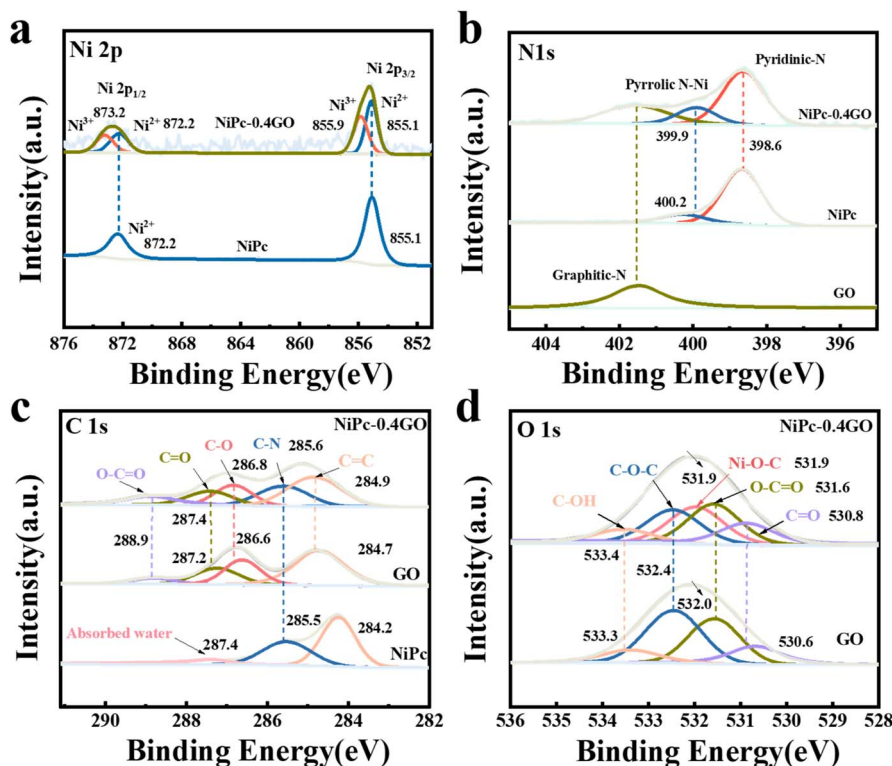 a
Ni 2p
Ni 2p1/2
Ni 2p3/2
Ni3+
873.2
Ni2+
872.2
NiPc-0.4GO
Ni3+
855.9
Ni2+
855.1
Ni2+
872.2
NiPc
855.1
876 872 868 864 860 856 852
Binding Energy(eV)
Intensity(a.u.)
b
N1s
Pyridinic-N
Pyrrolic N-Ni
NiPc-0.4GO
399.9
398.6
400.2
NiPc
Graphitic-N
GO
404 402 400 398 396
Binding Energy(eV)
Intensity(a.u.)
c
C 1s
NiPc-0.4GO
O-C=O
C=O
C-O
286.8
C-N
285.6
C=C
284.9
288.9
287.4
287.2
286.6
284.7
GO
Absorbed water
287.4
285.5
284.2
NiPc
290 288 286 284 282
Binding Energy(eV)
Intensity(a.u.)
d
O 1s
NiPc-0.4GO
C-OH
C-O-C
531.9
Ni-O-C 531.9
O-C=O
531.6
C=O
530.8
533.4
532.4
533.3
532.0
530.6
GO
536 535 534 533 532 531 530 529 528
Binding Energy(eV)
Intensity(a.u.)